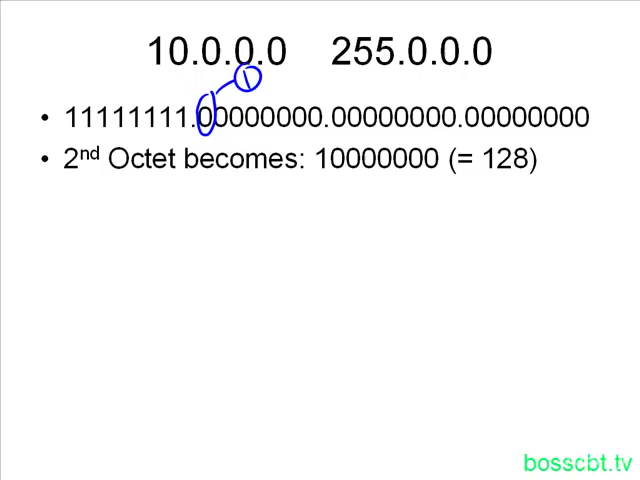 10.0.0.0 255.0.0.0
1
• 11111111.00000000.00000000.00000000
• 2nd Octet becomes: 10000000 (= 128)
bosscbt.tv